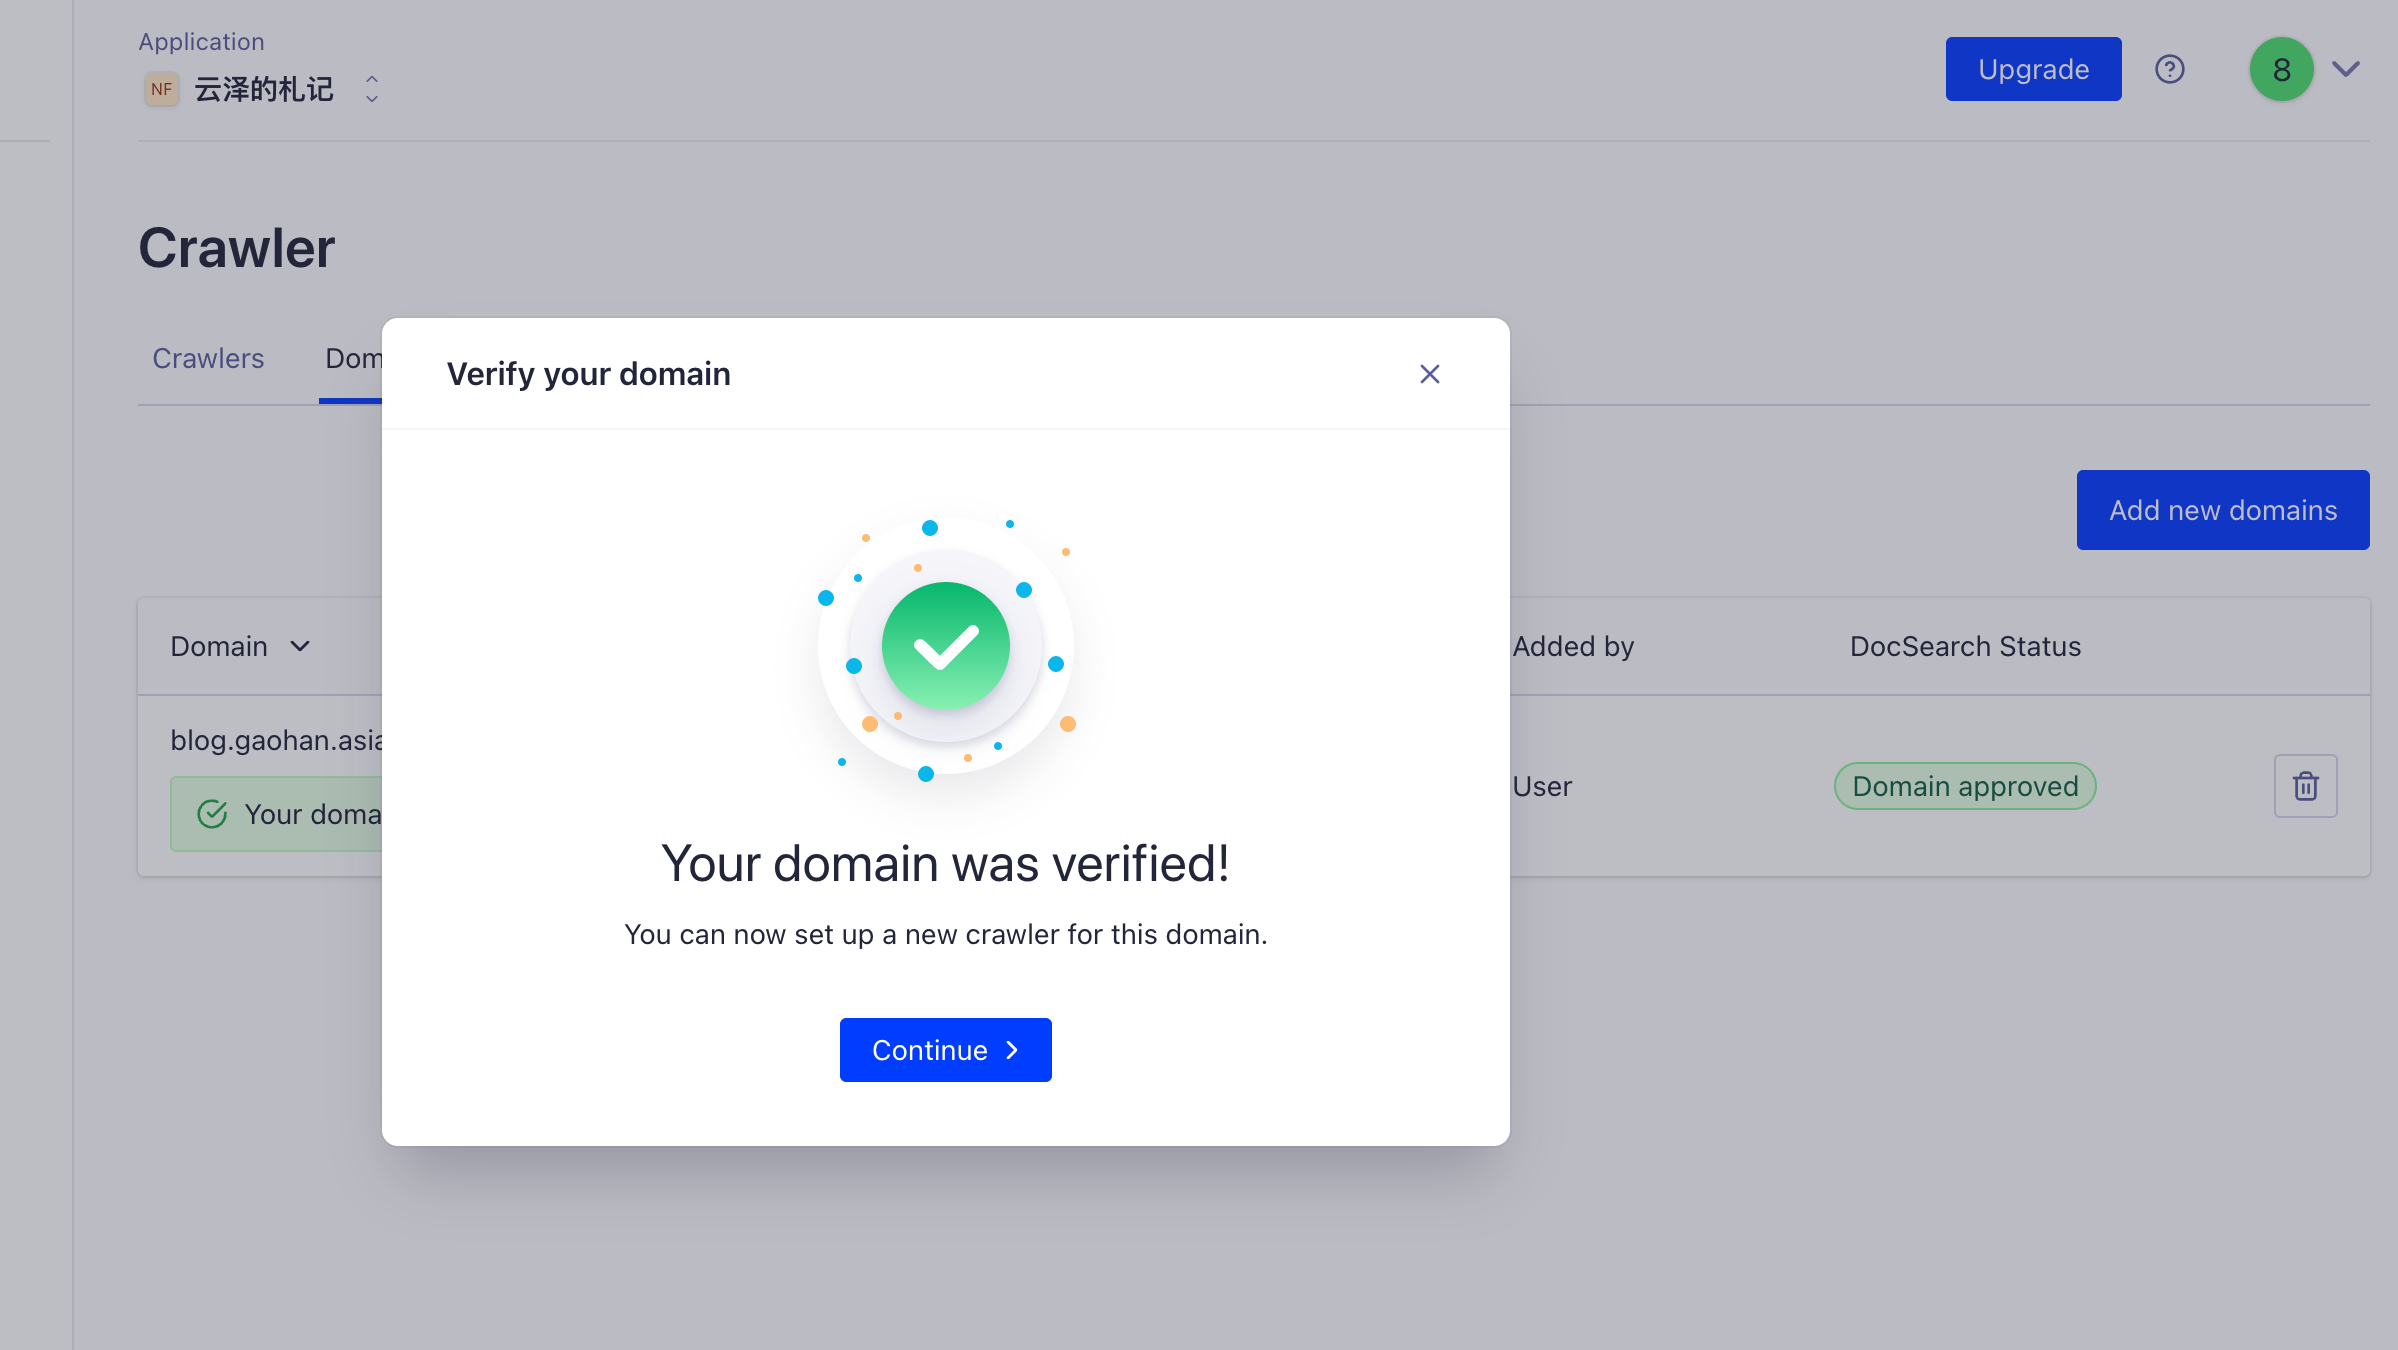 Application
NF 云泽的札记
Upgrade
8
Crawler
Crawlers
Dom
Verify your domain
Add new domains
Domain
Added by
DocSearch Status
blog.gaohan.asia
Your doma
User
Domain approved
Your domain was verified!
You can now set up a new crawler for this domain.
Continue